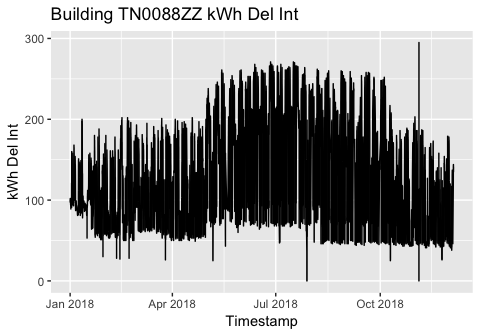 Building TN0088ZZ kWh Del Int
300
200
100
0
kWh Del Int
Jan 2018 Apr 2018 Jul 2018 Oct 2018
Timestamp